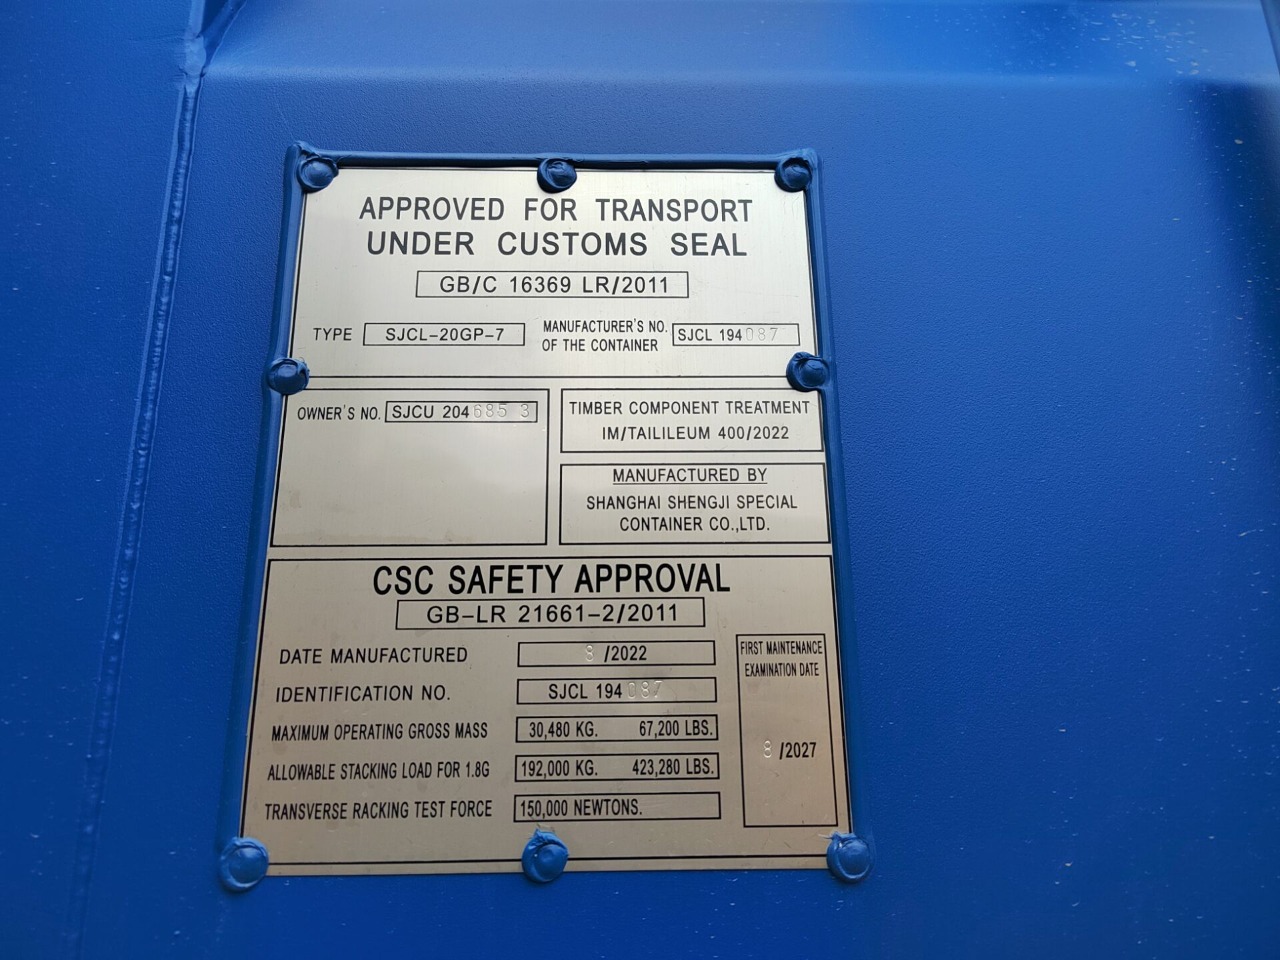 APPROVED FOR TRANSPORT
UNDER CUSTOMS SEAL
GB/C 16369 LR/2011
TYPE SJCL-20GP-7
MANUFACTURER'S NO.
OF THE CONTAINER
SJCL 194087
OWNER'S NO. SJCU 204685 3
TIMBER COMPONENT TREATMENT
IM/TAILILEUM 400/2022
MANUFACTURED BY
SHANGHAI SHENGJI SPECIAL
CONTAINER CO.,LTD.
CSC SAFETY APPROVAL
GB-LR 21661-2/2011
DATE MANUFACTURED 8 /2022
IDENTIFICATION NO. SJCL 194087
MAXIMUM OPERATING GROSS MASS 30,480 KG. 67,200 LBS.
ALLOWABLE STACKING LOAD FOR 1.8G 192,000 KG. 423,280 LBS.
TRANSVERSE RACKING TEST FORCE 150,000 NEWTONS.
FIRST MAINTENANCE
EXAMINATION DATE
8 /2027